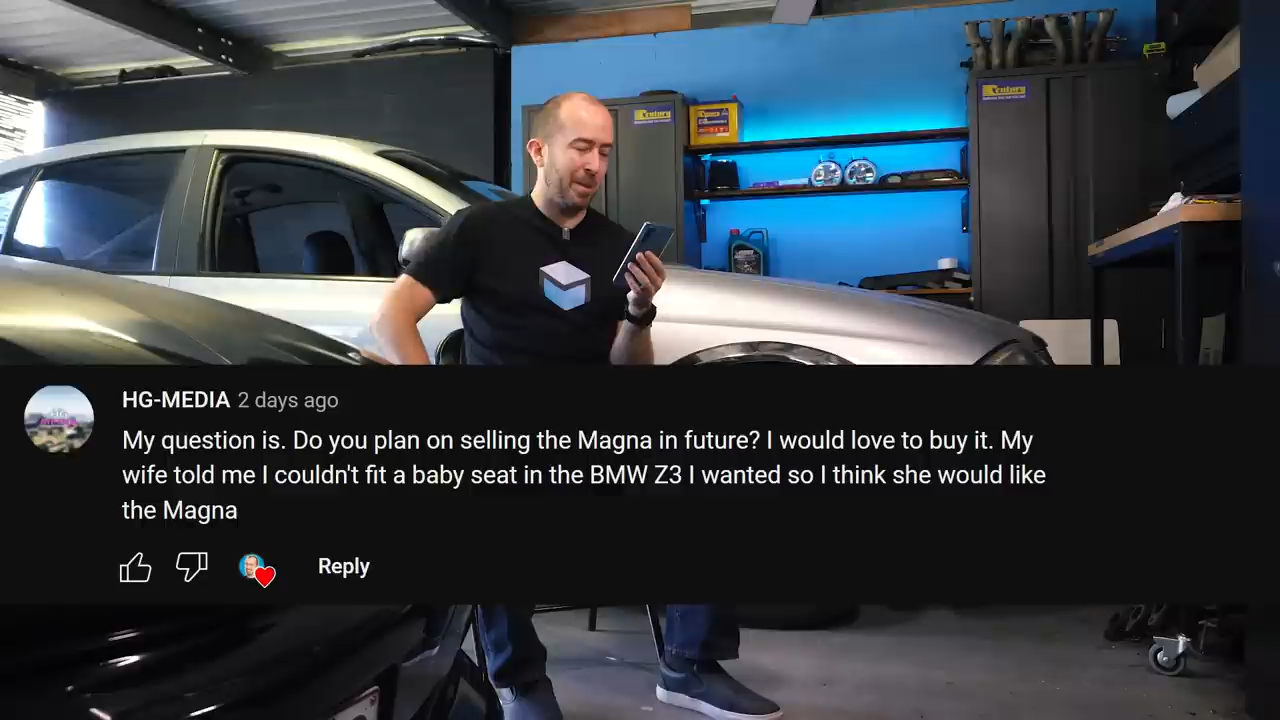 Century
Century
Century
HG-MEDIA 2 days ago
My question is. Do you plan on selling the Magna in future? I would love to buy it. My
wife told me I couldn't fit a baby seat in the BMW Z3 I wanted so I think she would like
the Magna
Reply